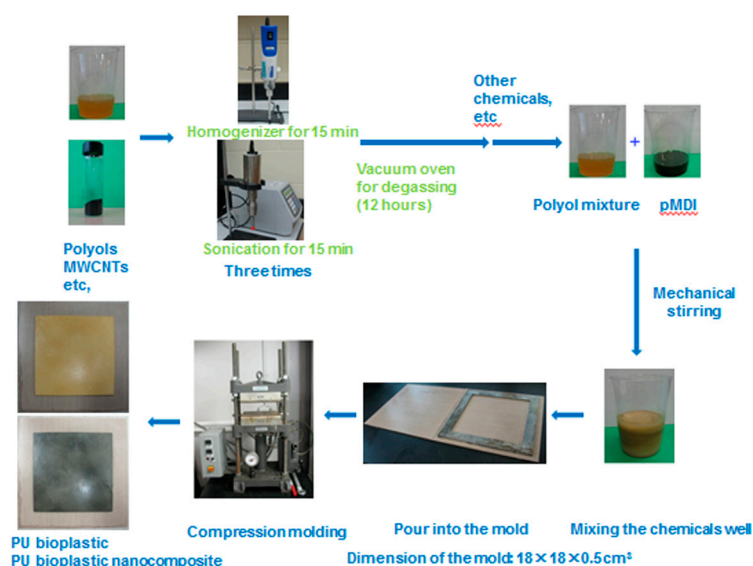 Polyols
MWCNTs
etc,
Homogenizer for 15 min
Sonication for 15 min
Three times
Vacuum oven
for degassing
(12 hours)
Other
chemicals,
etc
+
Polyol mixture
pMDI
Mechanical
stirring
Mixing the chemicals well
Pour into the mold
Dimension of the mold: 18×18×0.5cm³
Compression molding
PU bioplastic
PU bioplastic nanocomposite